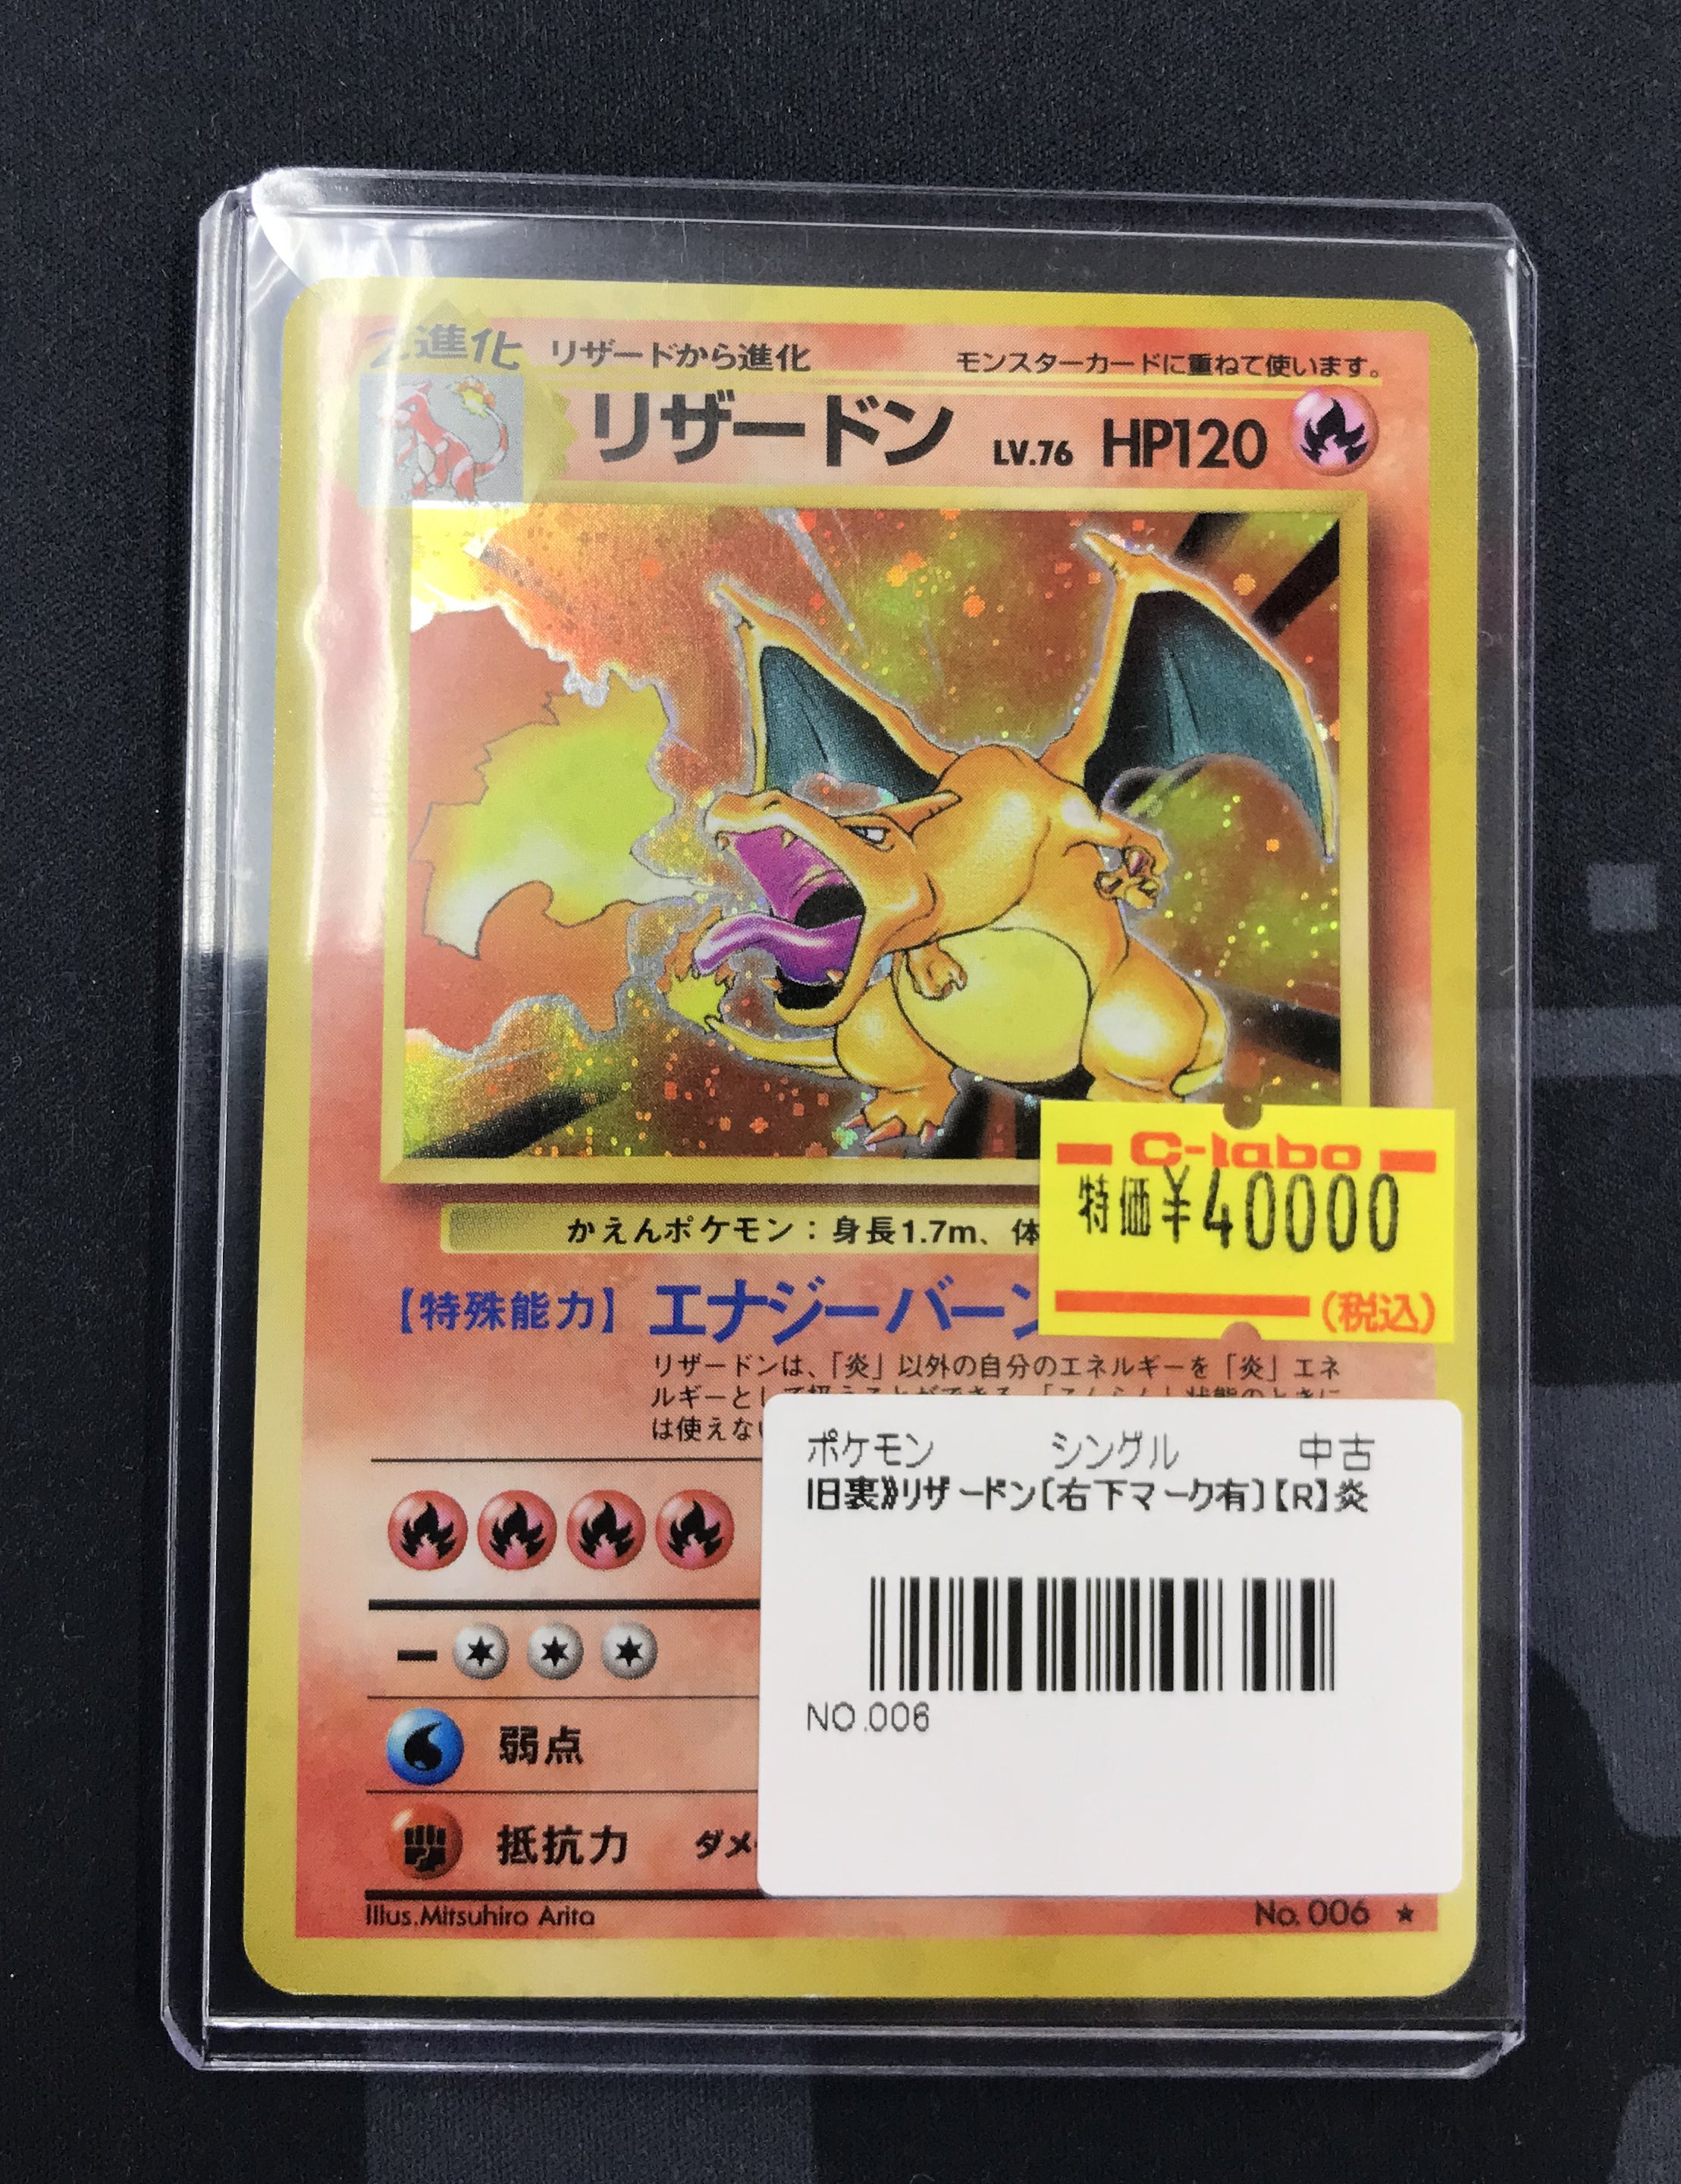 2進化 リザードから進化 モンスターカードに重ねて使います。
リザードン LV.76 HP120
かえんポケモン：身長1.7m、体
C-labo
特価¥40000
(税込)
【特殊能力】 エナジーバーン
リザードンは、「炎」以外の自分のエネルギーを「炎」エネ
ルギーとし
は使えな
ポケモン シングル 中古
旧裏》リザードン〔右下マーク有〕【R】炎
NO.006
弱点
抵抗力 ダメ
Illus.Mitsuhiro Arita No.006 ★